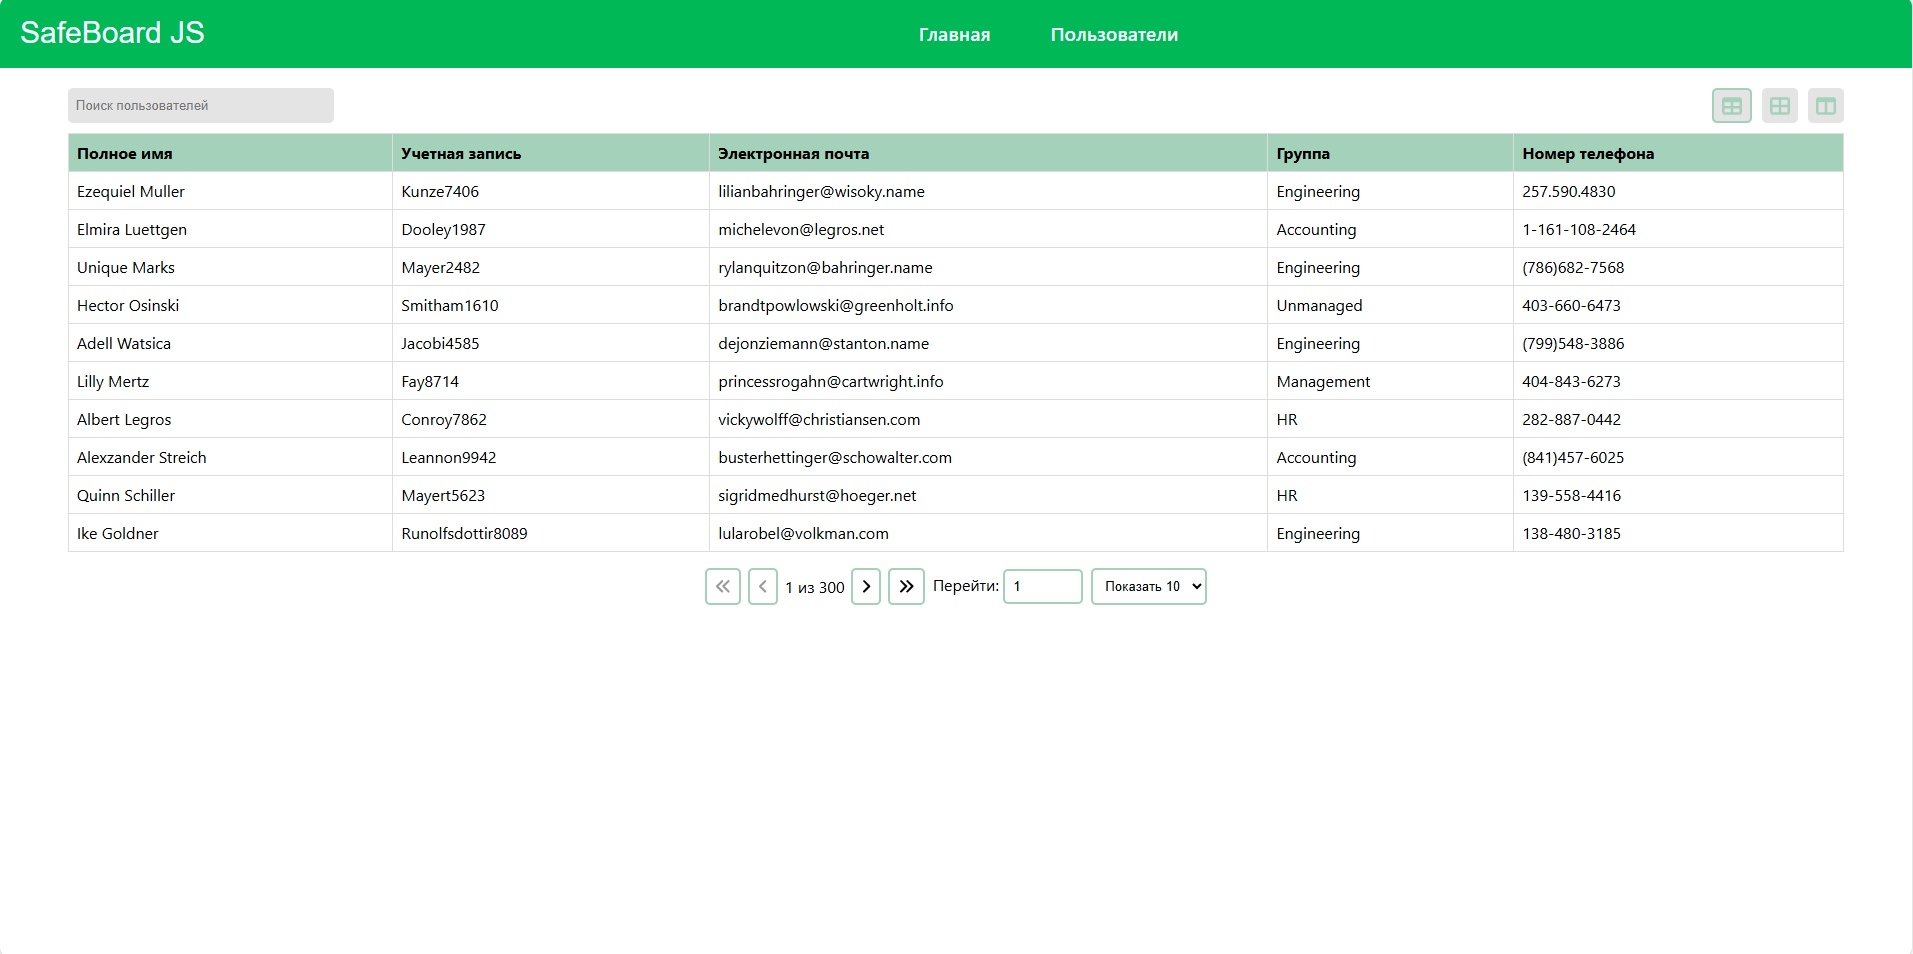 SafeBoard JS Главная Пользователи
Поиск пользователей
Полное имя Учетная запись Электронная почта Группа Номер телефона
Ezequiel Muller Kunze7406 lilianbahringer@wisoky.name Engineering 257.590.4830
Elmira Luettgen Dooley1987 michelevon@legros.net Accounting 1-161-108-2464
Unique Marks Mayer2482 rylanquitzon@bahringer.name Engineering (786)682-7568
Hector Osinski Smitham1610 brandtpowlowski@greenholt.info Unmanaged 403-660-6473
Adell Watsica Jacobi4585 dejonziemann@stanton.name Engineering (799)548-3886
Lilly Mertz Fay8714 princessrogahn@cartwright.info Management 404-843-6273
Albert Legros Conroy7862 vickywolff@christiansen.com HR 282-887-0442
Alexzander Streich Leannon9942 busterhettinger@schowalter.com Accounting (841)457-6025
Quinn Schiller Mayert5623 sigridmedhurst@hoeger.net HR 139-558-4416
Ike Goldner Runolfsdottir8089 lularobel@volkman.com Engineering 138-480-3185
1 из 300 Перейти: 1 Показать 10